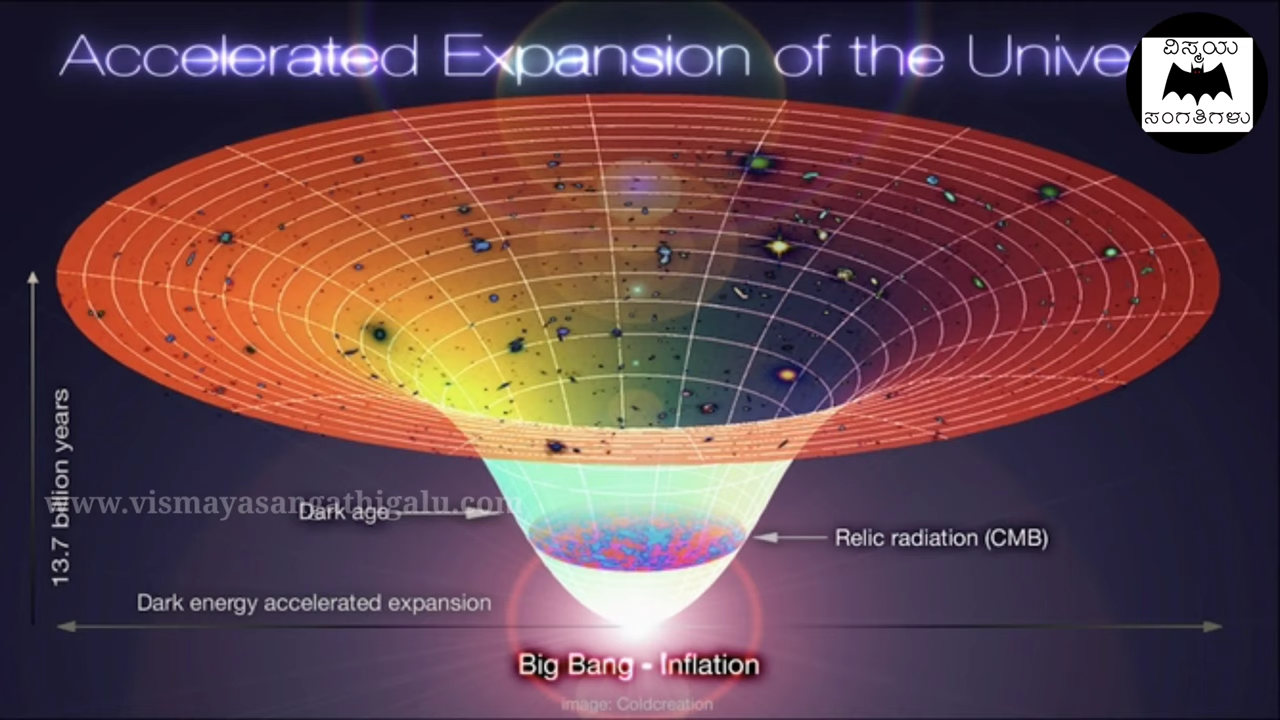 Accelerated Expansion of the Unive
ವಿಸ್ಮಯ
ಸಂಗತಿಗಳು
13.7 billion years
www.vismayasangathigalu.com
Dark age
Relic radiation (CMB)
Dark energy accelerated expansion
Big Bang - Inflation
image: Coldcreation